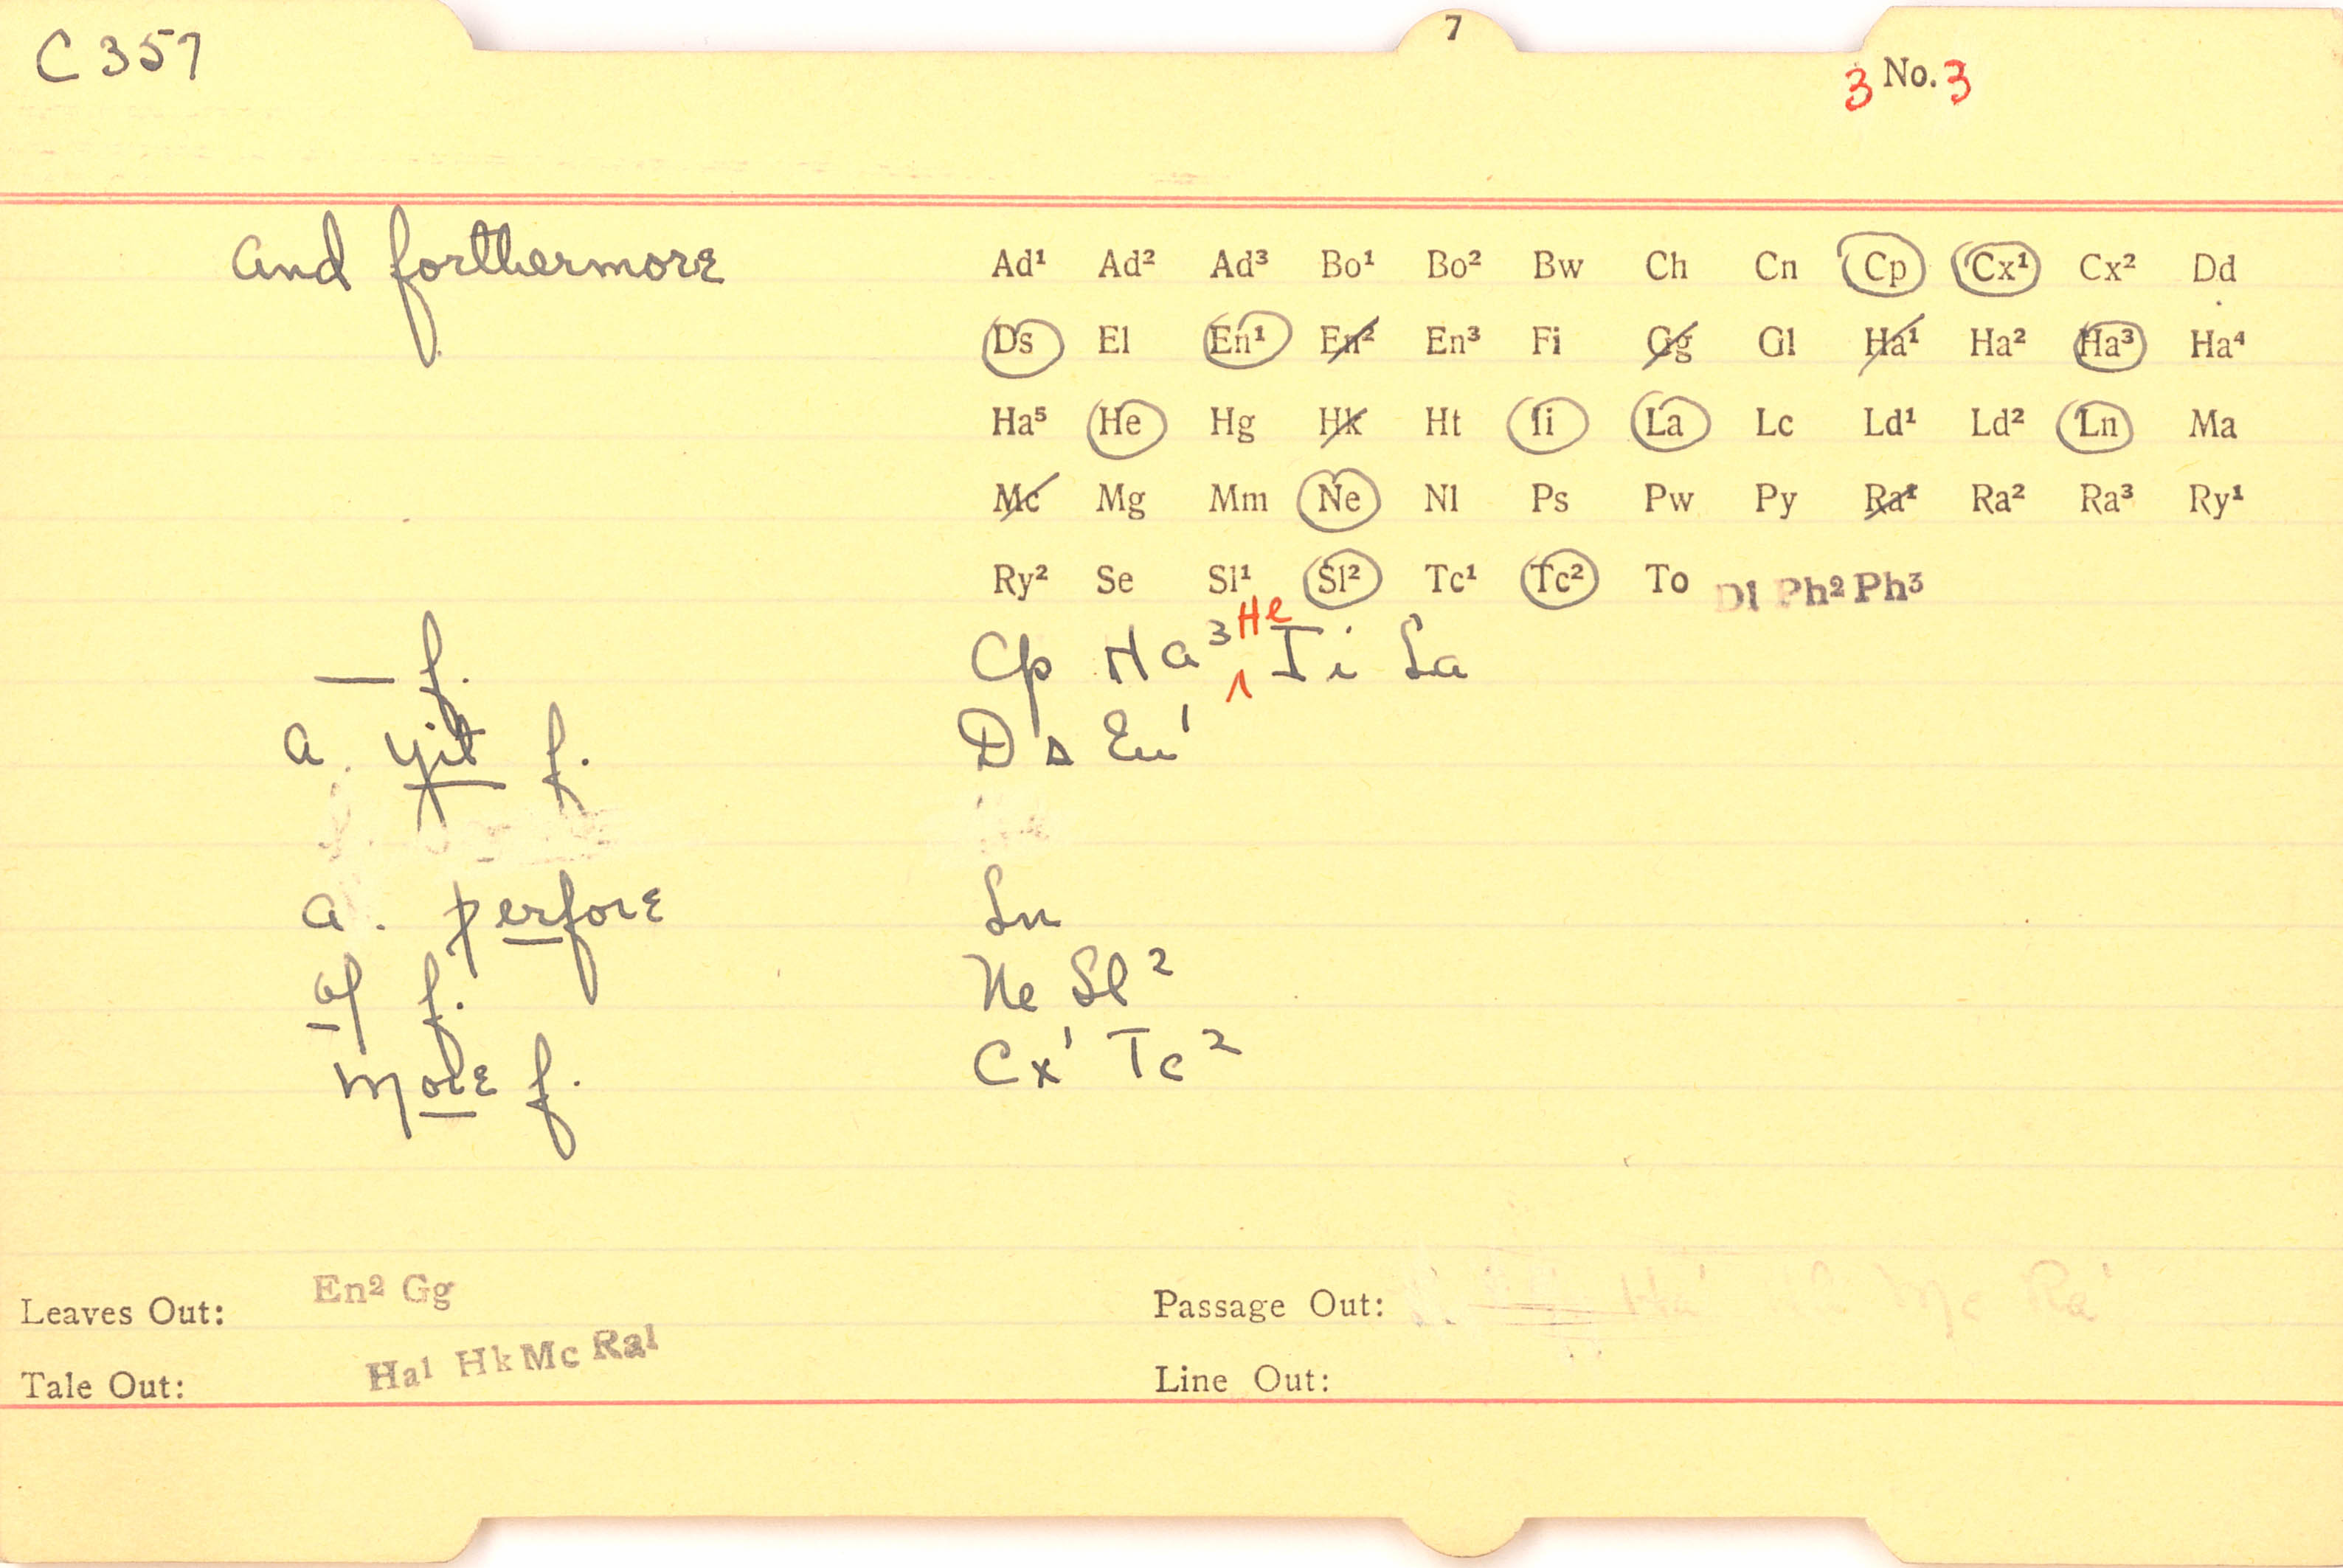 7
C 357
3 No. 3
and forthermore Ad¹ Ad² Ad³ Bo¹ Bo² Bw Ch Cn Cp Cx¹ Cx² Dd
Ds El En¹ En² En³ Fi Gg Gl Ha¹ Ha² Ha³ Ha⁴
Ha⁵ He Hg Hk Ht Ii La Lc Ld¹ Ld² Ln Ma
Mc Mg Mm Ne Nl Ps Pw Py Ra¹ Ra² Ra³ Ry¹
Ry² Se Sl¹ Sl² Tc¹ Tc² To Dl Ph² Ph³
He
— f. Cp Ha³ Ii La
a. yit f. Ds En¹
a. þerfore Ln
of f. Ne Sl²
more f. Cx¹ Tc²
Leaves Out: En² Gg Passage Out: Ha¹ Mc Ra¹
Tale Out: Ha¹ Hk Mc Ra¹ Line Out: